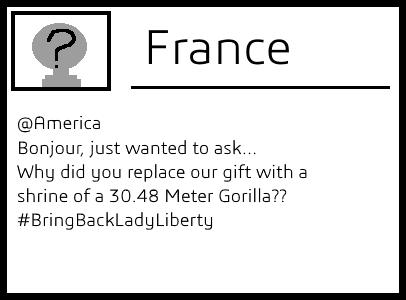 ?
France
@America
Bonjour, just wanted to ask...
Why did you replace our gift with a
shrine of a 30.48 Meter Gorilla??
#BringBackLadyLiberty